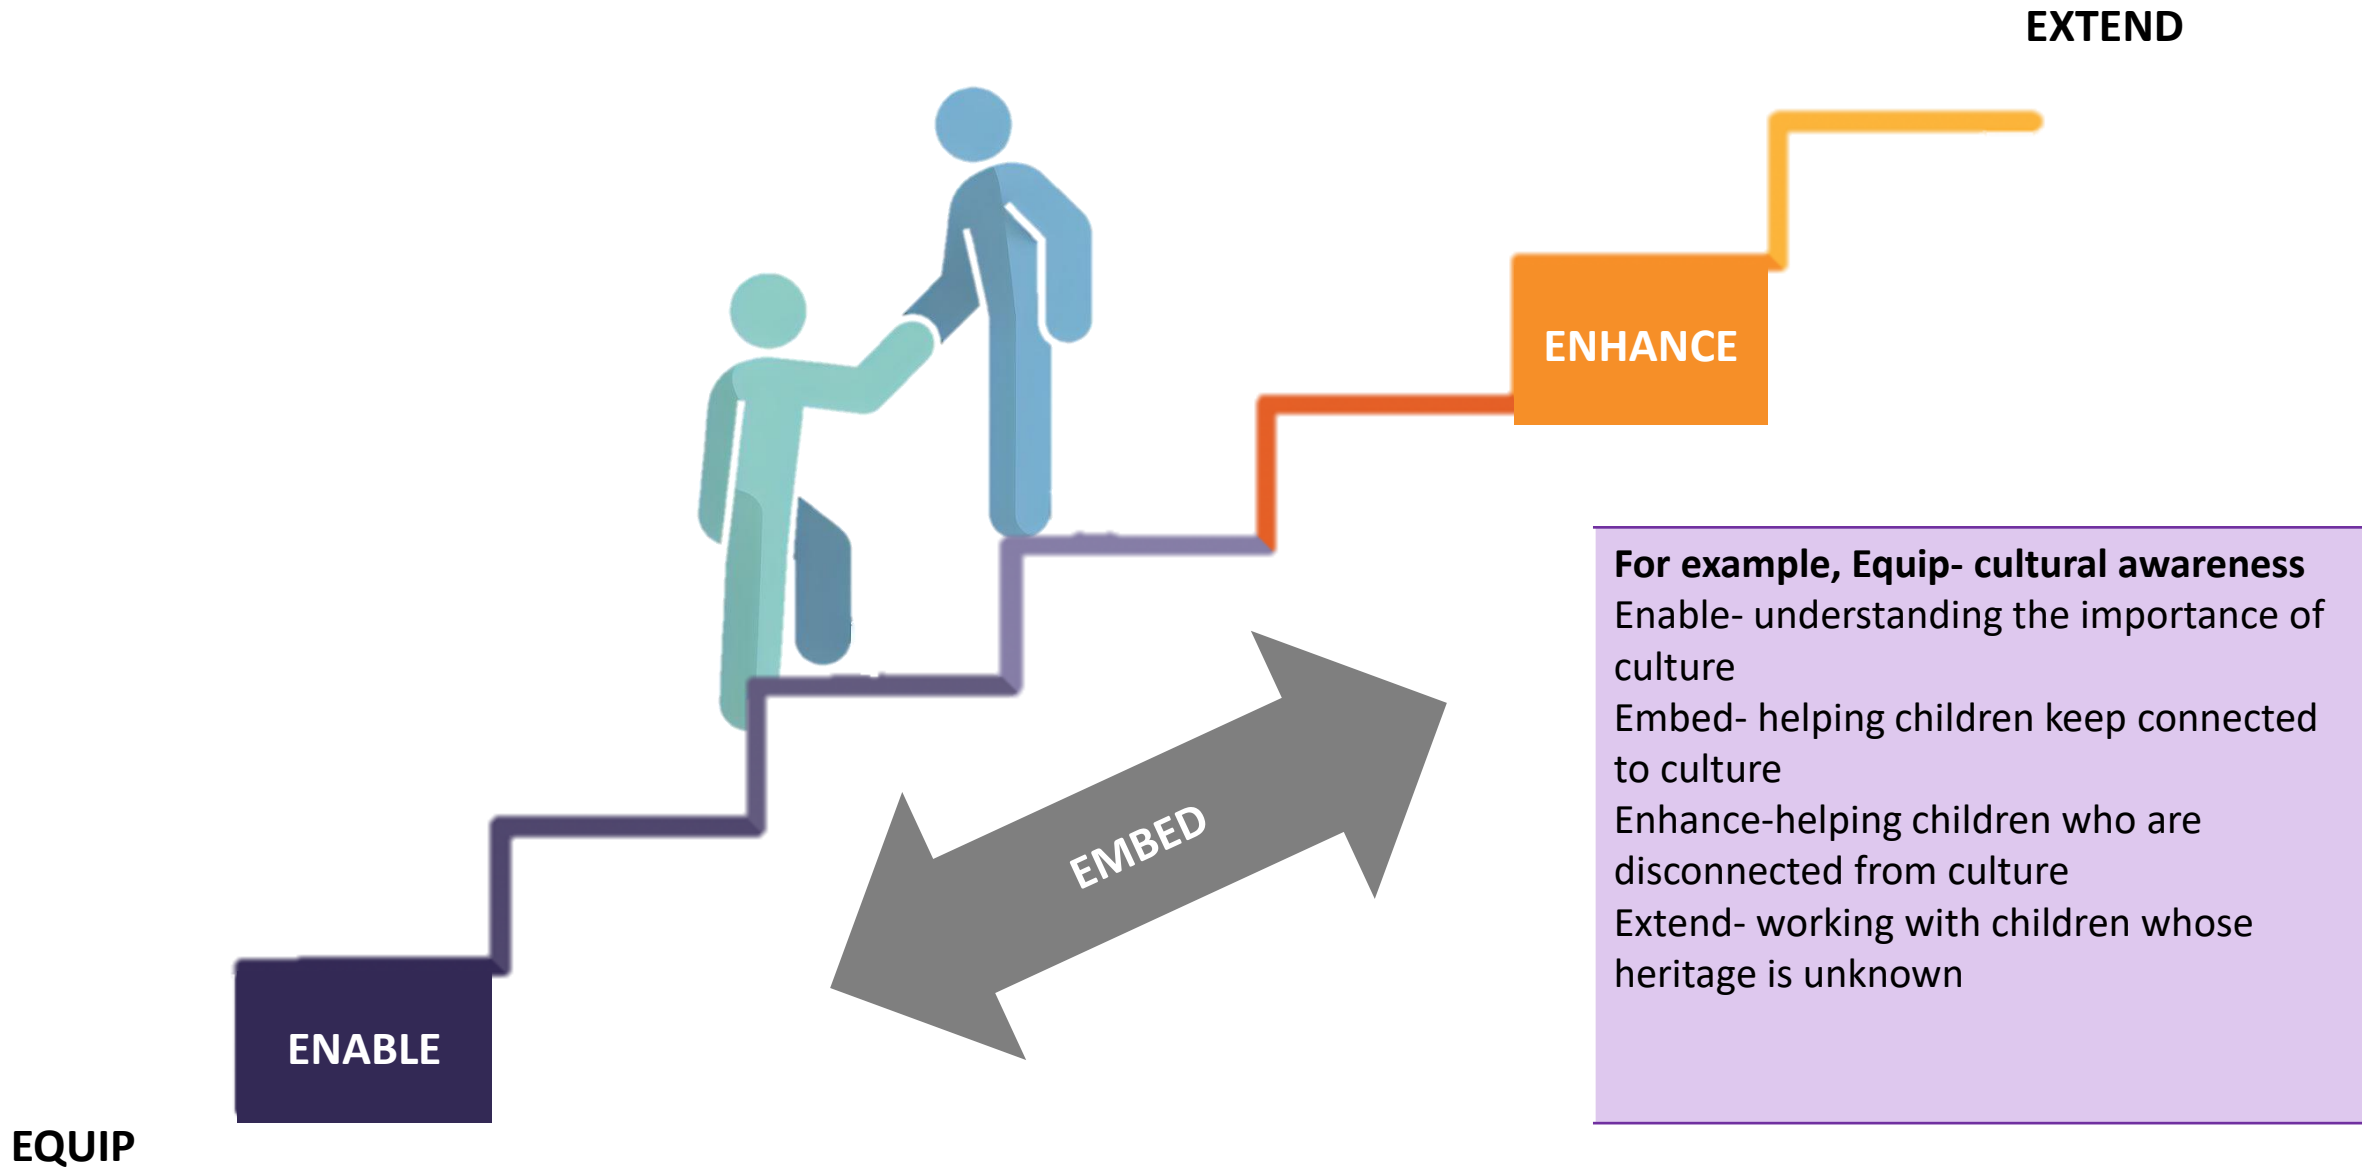 EXTEND
ENHANCE
For example, Equip- cultural awareness
Enable- understanding the importance of
culture
Embed- helping children keep connected
to culture
Enhance-helping children who are
disconnected from culture
Extend- working with children whose
heritage is unknown
EMBED
ENABLE
EQUIP